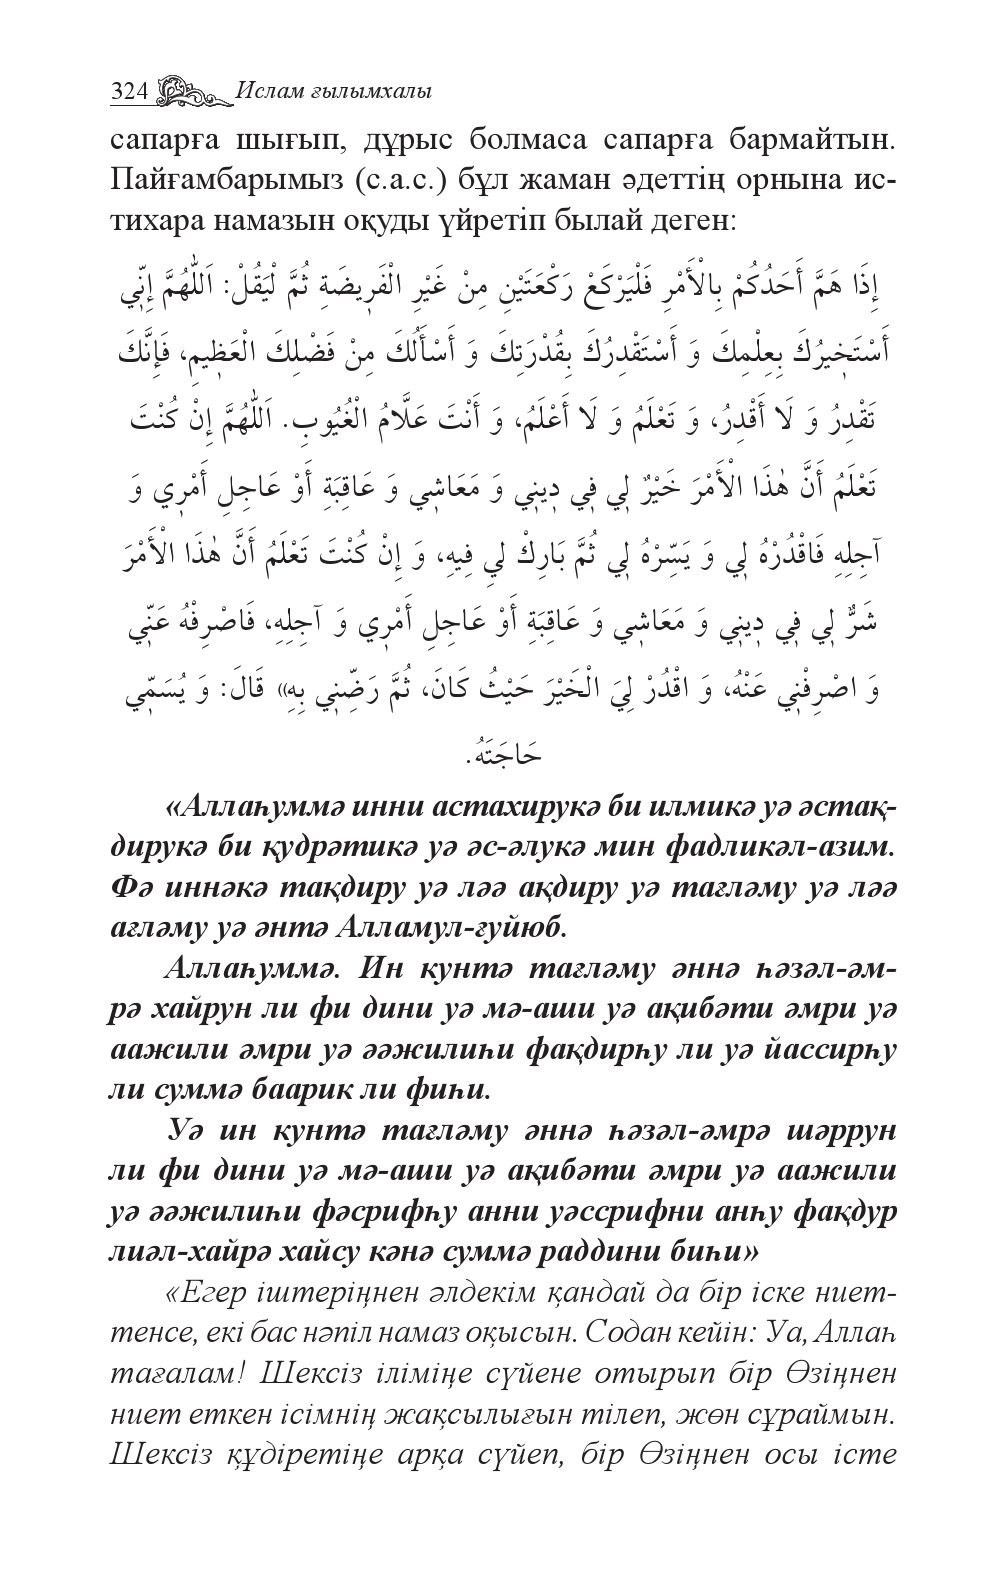 324 Ислам ғылымхалы
сапарға шығып, дұрыс болмаса сапарға бармайтын.
Пайғамбарымыз (с.а.с.) бұл жаман әдеттің орнына ис-
тихара намазын оқуды үйретіп былай деген:
إِذَا هَمَّ أَحَدُكُمْ بِالْأَمْرِ فَلْيَرْكَعْ رَكْعَتَيْنِ مِنْ غَيْرِ الْفَرِيضَةِ ثُمَّ لْيَقُلْ: اَللّٰهُمَّ إِنِّي
أَسْتَخِيرُكَ بِعِلْمِكَ وَ أَسْتَقْدِرُكَ بِقُدْرَتِكَ وَ أَسْأَلُكَ مِنْ فَضْلِكَ الْعَظِيمِ، فَإِنَّكَ
تَقْدِرُ وَ لَا أَقْدِرُ، وَ تَعْلَمُ وَ لَا أَعْلَمُ، وَ أَنْتَ عَلَّامُ الْغُيُوبِ. اَللّٰهُمَّ إِنْ كُنْتَ
تَعْلَمُ أَنَّ هٰذَا الْأَمْرَ خَيْرٌ لِي فِي دِينِي وَ مَعَاشِي وَ عَاقِبَةِ أَوْ عَاجِلِ أَمْرِي وَ
آجِلِهِ فَاقْدُرْهُ لِي وَ يَسِّرْهُ لِي ثُمَّ بَارِكْ لِي فِيهِ، وَ إِنْ كُنْتَ تَعْلَمُ أَنَّ هٰذَا الْأَمْرَ
شَرٌّ لِي فِي دِينِي وَ مَعَاشِي وَ عَاقِبَةِ أَوْ عَاجِلِ أَمْرِي وَ آجِلِهِ، فَاصْرِفْهُ عَنِّي
وَ اصْرِفْنِي عَنْهُ، وَ اقْدُرْ لِيَ الْخَيْرَ حَيْثُ كَانَ، ثُمَّ رَضِّنِي بِهِ» قَالَ: وَ يُسَمِّي
حَاجَتَهُ.
«Аллаһуммә инни астахирукә би илмикә уә әстақ-
дирукә би қудрәтикә уә әс-әлукә мин фадликәл-азим.
Фә иннәкә тақдиру уә ләә ақдиру уә тағләму уә ләә
ағләму уә әнтә Алламул-ғуйюб.
Аллаһуммә. Ин кунтә тағләму әннә һәзәл-әм-
рә хайрун ли фи дини уә мә-аши уә ақибәти әмри уә
аажили әмри уә әәжилиһи фақдирһу ли уә йассирһу
ли суммә баарик ли фиһи.
Уә ин кунтә тағләму әннә һәзәл-әмрә шәррун
ли фи дини уә мә-аши уә ақибәти әмри уә аажили
уә әәжилиһи фәсрифһу анни уәссрифни анһу фақдур
лиәл-хайрә хайсу кәнә суммә раддини биһи»
«Егер іштеріңнен әлдекім қандай да бір іске ниет-
тенсе, екі бас нәпіл намаз оқысын. Содан кейін: Уа, Аллаһ
тағалам! Шексіз іліміңе сүйене отырып бір Өзіңнен
ниет еткен ісімнің жақсылығын тілеп, жөн сұраймын.
Шексіз құдіретіңе арқа сүйеп, бір Өзіңнен осы істе